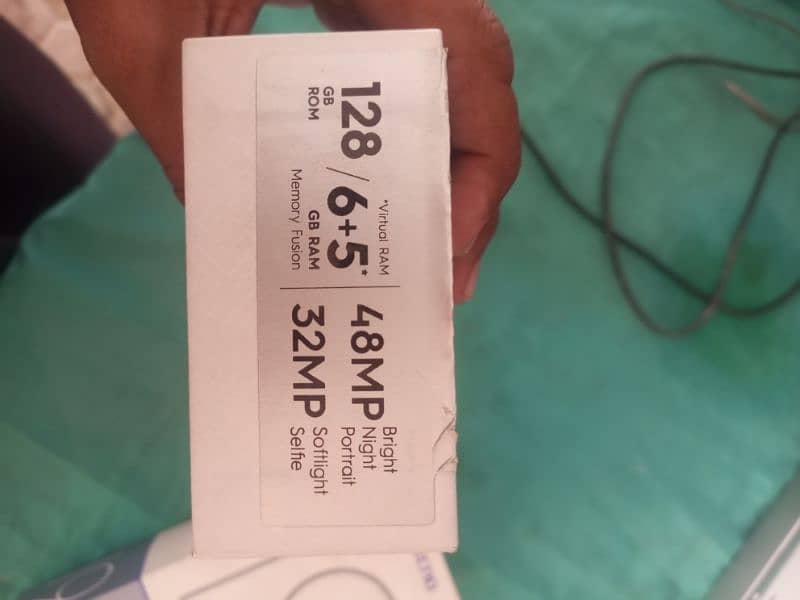 128 / 6+5*
GB ROM
GB RAM
*Virtual RAM
Memory Fusion
48MP Bright Night Portrait
32MP Softlight Selfie